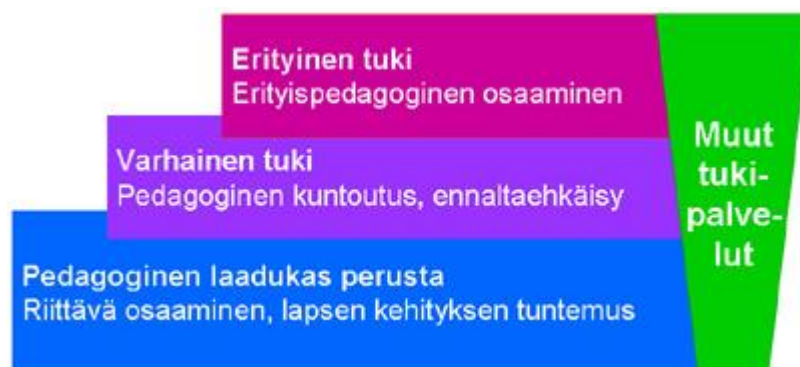 Erityinen tuki
Erityispedagoginen osaaminen
Varhainen tuki
Pedagoginen kuntoutus, ennaltaehkäisy
Pedagoginen laadukas perusta
Riittävä osaaminen, lapsen kehityksen tuntemus
Muut
tuki-
palve-
lut